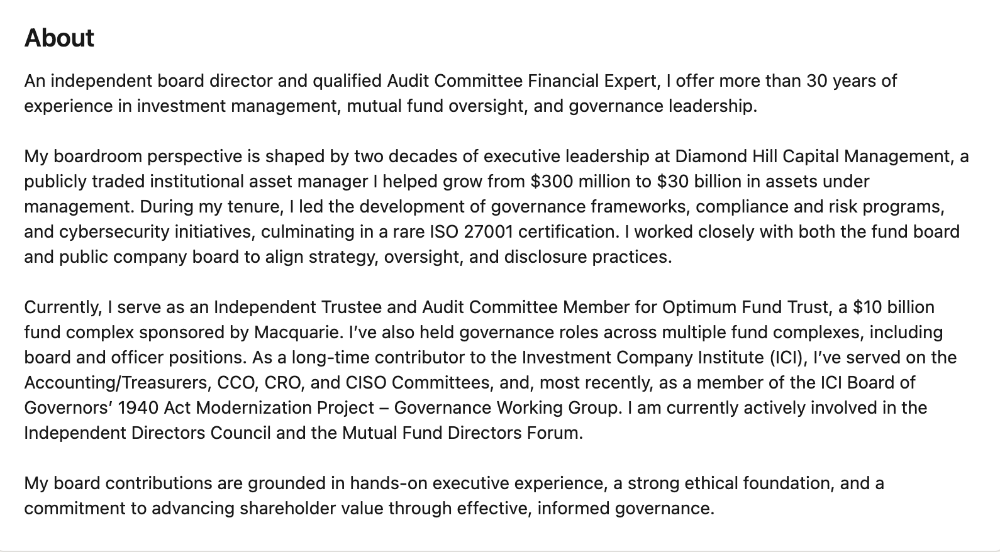 About
An independent board director and qualified Audit Committee Financial Expert, I offer more than 30 years of
experience in investment management, mutual fund oversight, and governance leadership.
My boardroom perspective is shaped by two decades of executive leadership at Diamond Hill Capital Management, a
publicly traded institutional asset manager I helped grow from $300 million to $30 billion in assets under
management. During my tenure, I led the development of governance frameworks, compliance and risk programs,
and cybersecurity initiatives, culminating in a rare ISO 27001 certification. I worked closely with both the fund board
and public company board to align strategy, oversight, and disclosure practices.
Currently, I serve as an Independent Trustee and Audit Committee Member for Optimum Fund Trust, a $10 billion
fund complex sponsored by Macquarie. I’ve also held governance roles across multiple fund complexes, including
board and officer positions. As a long-time contributor to the Investment Company Institute (ICI), I’ve served on the
Accounting/Treasurers, CCO, CRO, and CISO Committees, and, most recently, as a member of the ICI Board of
Governors’ 1940 Act Modernization Project – Governance Working Group. I am currently actively involved in the
Independent Directors Council and the Mutual Fund Directors Forum.
My board contributions are grounded in hands-on executive experience, a strong ethical foundation, and a
commitment to advancing shareholder value through effective, informed governance.